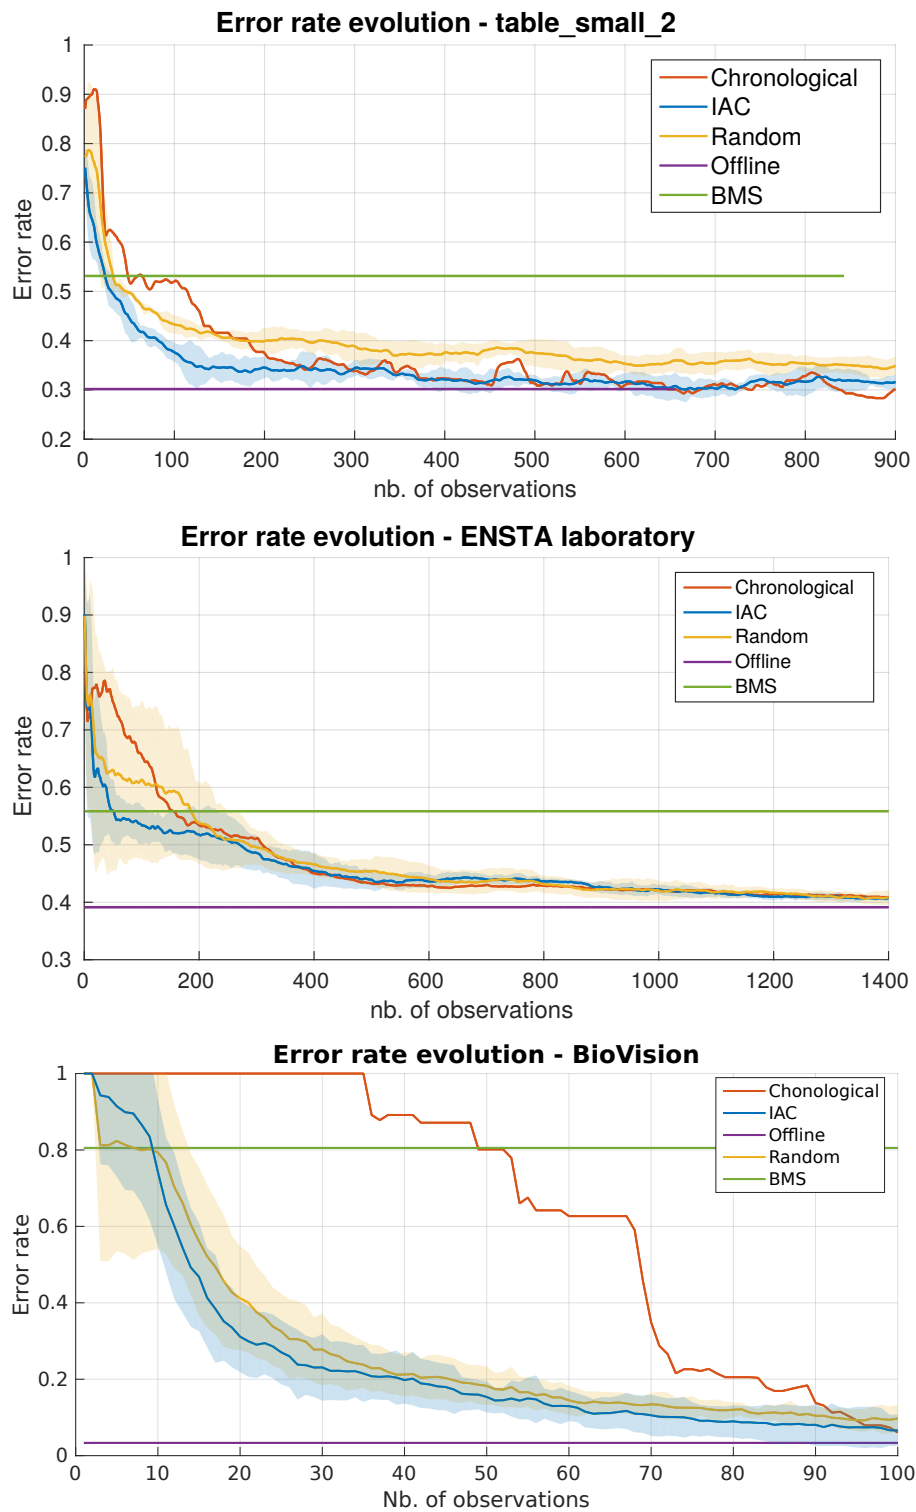 Error rate evolution - table_small_2
1
0.9
0.8
0.7
0.6
0.5
0.4
0.3
0.2
Error rate
Chronological
IAC
Random
Offline
BMS
0 100 200 300 400 500 600 700 800 900
nb. of observations
Error rate evolution - ENSTA laboratory
1
0.9
0.8
0.7
0.6
0.5
0.4
0.3
Error rate
Chronological
IAC
Random
Offline
BMS
0 200 400 600 800 1000 1200 1400
nb. of observations
Error rate evolution - BioVision
1
0.8
0.6
0.4
0.2
0
Error rate
Chonological
IAC
Offline
Random
BMS
0 10 20 30 40 50 60 70 80 90 100
Nb. of observations